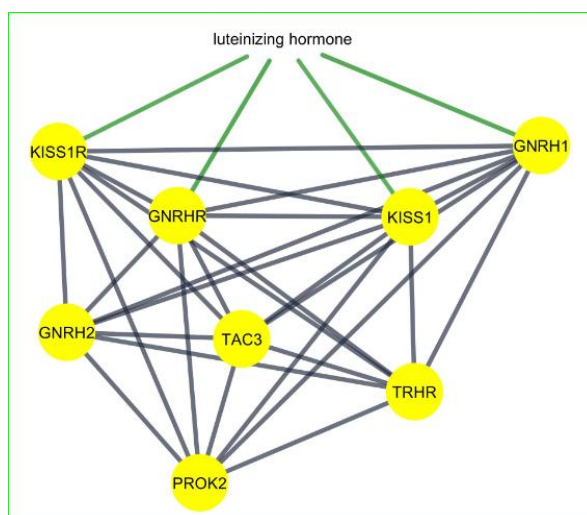 luteinizing hormone
KISS1R
GNRH1
GNRHR
KISS1
GNRH2
TAC3
TRHR
PROK2